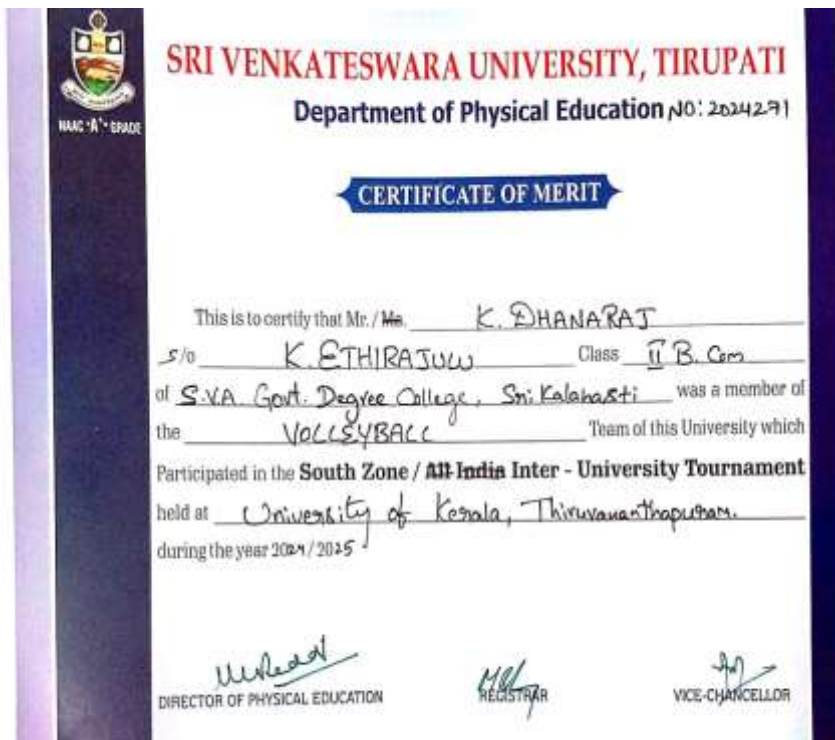 SRI VENKATESWARA UNIVERSITY, TIRUPATI
Department of Physical Education NO: 2024271
NAAC "A+" GRADE
CERTIFICATE OF MERIT
This is to certify that Mr. / Ms. K. DHANARAJ
S/o K. ETHIRAJULU Class II B. Com
of S.V.A Govt. Degree College, Sri Kalahasti was a member of
the VOLLEYBALL Team of this University which
Participated in the South Zone / All India Inter - University Tournament
held at University of Kerala, Thiruvananthapuram.
during the year 2024 / 2025
DIRECTOR OF PHYSICAL EDUCATION
REGISTRAR
VICE-CHANCELLOR